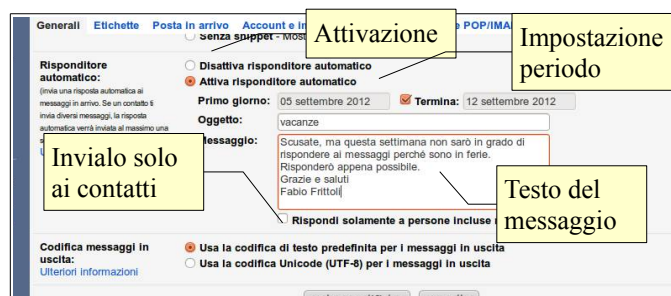 Generali Etichette Posta in arrivo Account e POP/IMA
Senza snippet - Most
Attivazione
Impostazione
periodo
Risponditore
automatico:
(invia una risposta automatica ai
messaggi in arrivo. Se un contatto ti
invia diversi messaggi, la risposta
automatica verrà inviata al massimo una
Disattiva risponditore automatico
Attiva risponditore automatico
Primo giorno: 05 settembre 2012 Termina: 12 settembre 2012
Oggetto: vacanze
Messaggio: Scusate, ma questa settimana non sarò in grado di
rispondere ai messaggi perché sono in ferie.
Risponderò appena possibile.
Grazie e saluti
Fabio Frittoli
Invialo solo
ai contatti
Testo del
messaggio
Rispondi solamente a persone incluse
Codifica messaggi in
uscita:
Ulteriori informazioni
Usa la codifica di testo predefinita per i messaggi in uscita
Usa la codifica Unicode (UTF-8) per i messaggi in uscita